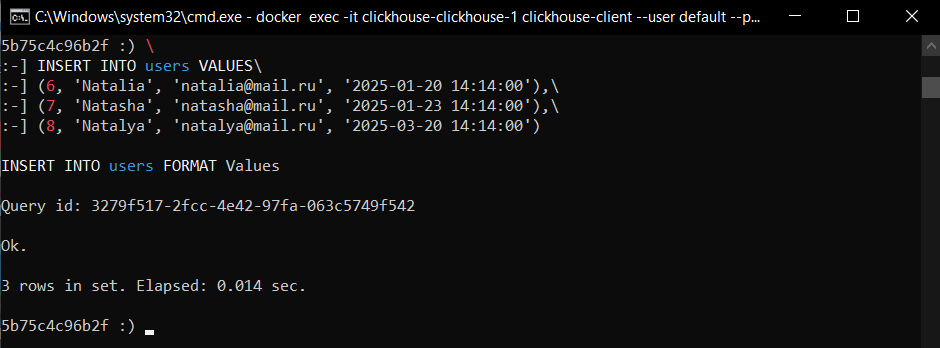 C:\Windows\system32\cmd.exe - docker  exec -it clickhouse-clickhouse-1 clickhouse-client --user default --p...
5b75c4c96b2f :) \
:-] INSERT INTO users VALUES\
:-] (6, 'Natalia', 'natalia@mail.ru', '2025-01-20 14:14:00'),\
:-] (7, 'Natasha', 'natasha@mail.ru', '2025-01-23 14:14:00'),\
:-] (8, 'Natalya', 'natalya@mail.ru', '2025-03-20 14:14:00')
INSERT INTO users FORMAT Values
Query id: 3279f517-2fcc-4e42-97fa-063c5749f542
Ok.
3 rows in set. Elapsed: 0.014 sec.
5b75c4c96b2f :)